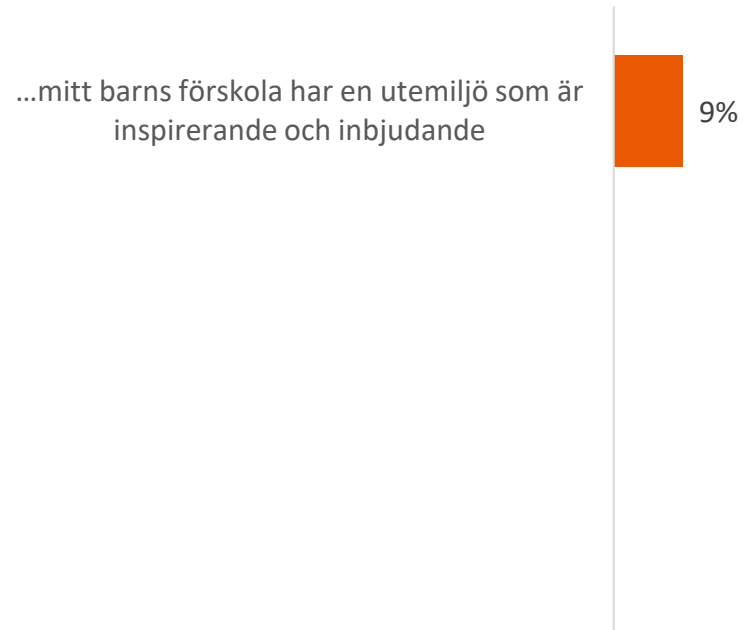 …mitt barns förskola har en utemiljö som är
inspirerande och inbjudande
9%